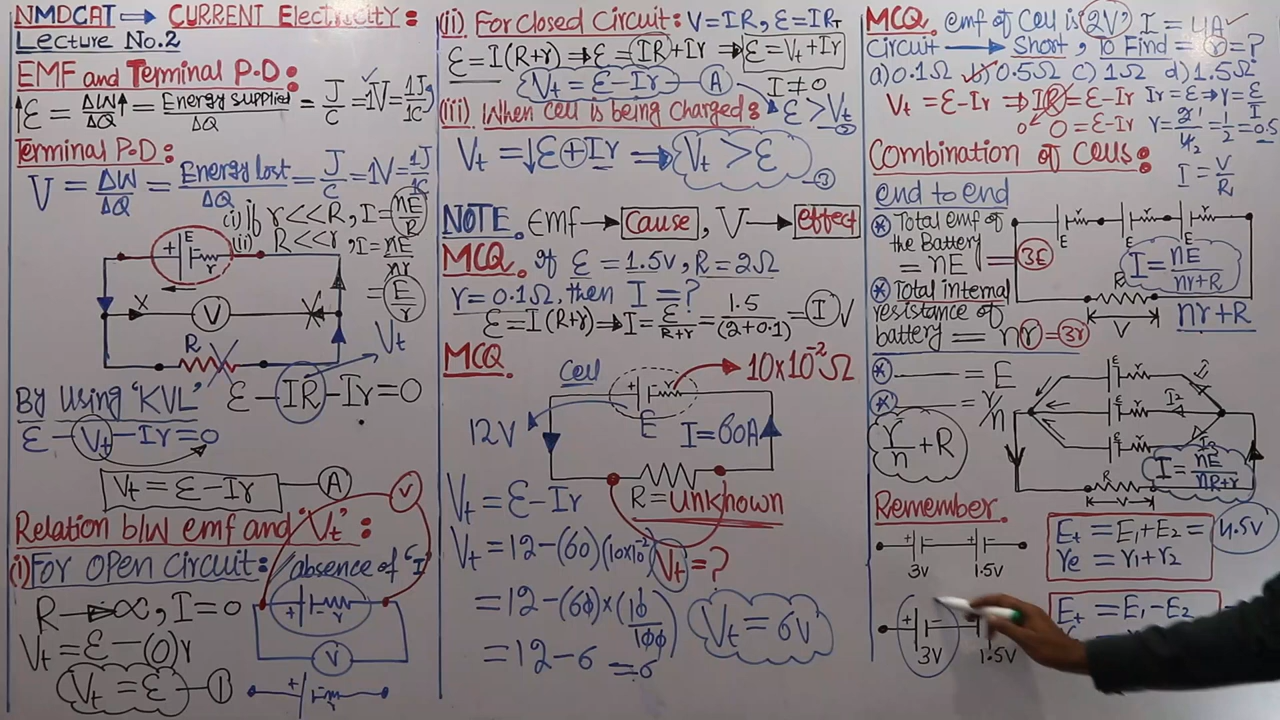 NMDCAT ⇒ CURRENT Electricity:
Lecture No.2
EMF and Terminal P.D:
↑Ɛ = ΔW↑/ΔQ = Energy supplied/ΔQ = J/C = 1V = 1J/1C
Terminal P.D:
V = ΔW/ΔQ = Energy lost/ΔQ = J/C = 1V = 1J/1C
(i) if r<<R, I = nE/R
(ii) R<<r, I = nE/nr
= E/r
+ E
r
X
V
R
Vt
By using 'KVL'
Ɛ - IR - Ir = 0
Ɛ - Vt - Ir = 0
Vt = Ɛ - Ir
A
V
Relation b/w emf and 'Vt':
(i) For open circuit: absence of 'I'
R → ∞, I = 0
Vt = Ɛ - (0)r
Vt = Ɛ 1
+ r
V
+ r
(ii) For closed circuit: V = IR, Ɛ = IRT
Ɛ = I(R+r) ⇒ Ɛ = IR + Ir ⇒ Ɛ = Vt + Ir
Vt = Ɛ - Ir A I ≠ 0
Ɛ > Vt 2
(iii) When cell is being charged:
Vt = ↓Ɛ + Ir ⇒ Vt > Ɛ 3
NOTE. Emf → Cause, V → effect
MCQ. If Ɛ = 1.5V, R = 2Ω
r = 0.1Ω, then I = ?
Ɛ = I(R+r) ⇒ I = Ɛ/R+r = 1.5/(2+0.1) = I V
MCQ.
Cell
10×10⁻²Ω
+
E
12V
I = 60A
R = unknown
Vt = Ɛ - Ir
Vt = 12 - (60)(10×10⁻²) Vt = ?
= 12 - (60) × (10/100)
Vt = 6V
= 12 - 6 = 6
MCQ. emf of cell is 2V, I = 4A
circuit → Short, To Find = r = ?
a) 0.1Ω b) 0.5Ω c) 1Ω d) 1.5Ω
Vt = Ɛ - Ir ⇒ IR = Ɛ - Ir
0 0 = Ɛ - Ir
Ir = Ɛ ⇒ r = Ɛ/I
r = 2/4 = 1/2 = 0.5
Combination of Cells:
I = V/R
end to end
* Total emf of
the Battery
= nE = 3E
* Total internal
resistance of
battery = nr = 3r
E r E r E r
I = nE/nr+R
R
V
nr+R
* = E
* = r/n
r/n + R
E r
E r I2
E r
I = nE/nR+r
R
V
Remember.
+ +
3V 1.5V
Et = E1 + E2 = 4.5V
re = r1 + r2
+
3V 1.5V
Et = E1 - E2